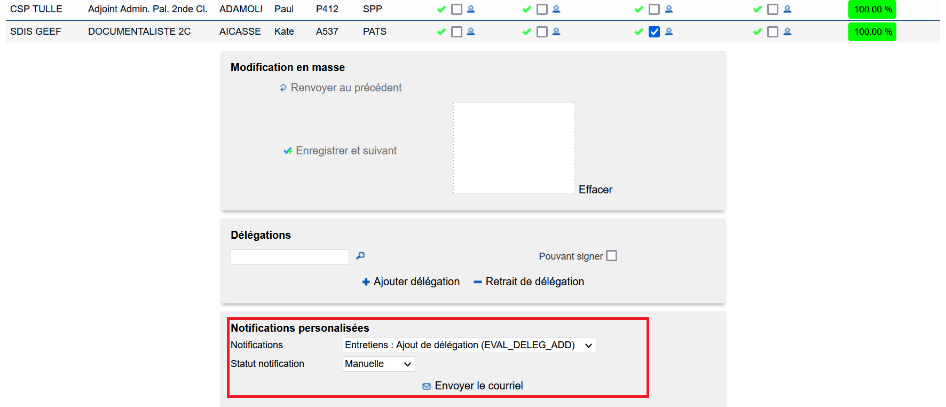 CSP TULLE Adjoint Admin. Pal. 2nde Cl. ADAMOLI Paul P412 SPP 100.00 %
SDIS GEEF DOCUMENTALISTE 2C AICASSE Kate A537 PATS 100.00 %
Modification en masse
Renvoyer au précédent
Enregistrer et suivant
Effacer
Délégations
Pouvant signer
Ajouter délégation Retrait de délégation
Notifications personalisées
Notifications Entretiens : Ajout de délégation (EVAL_DELEG_ADD)
Statut notification Manuelle
Envoyer le courriel